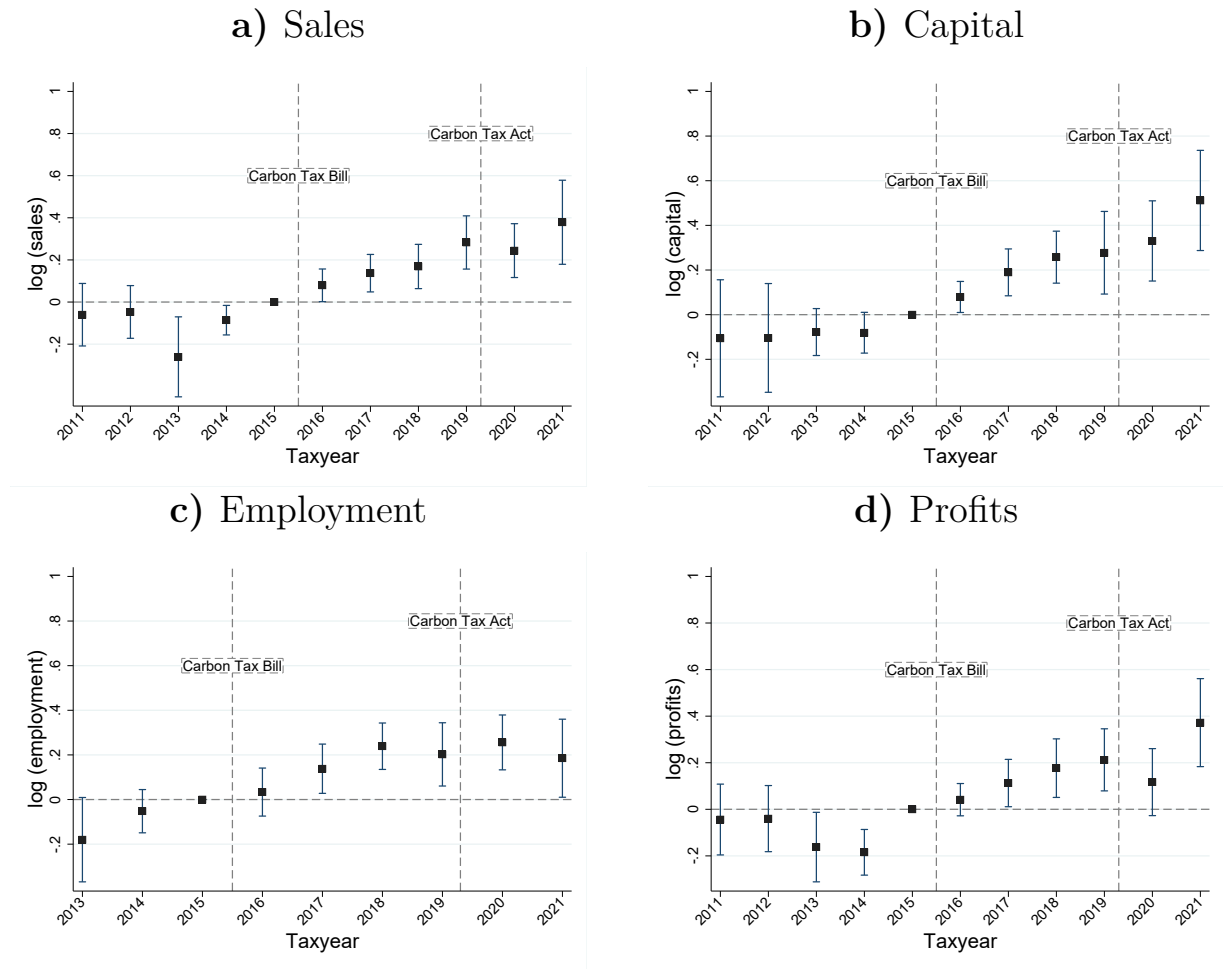 a) Sales
1
.8
.6
.4
.2
0
-.2
log (sales)
Carbon Tax Act
Carbon Tax Bill
2011 2012 2013 2014 2015 2016 2017 2018 2019 2020 2021
Taxyear
b) Capital
1
.8
.6
.4
.2
0
-.2
log (capital)
Carbon Tax Act
Carbon Tax Bill
2011 2012 2013 2014 2015 2016 2017 2018 2019 2020 2021
Taxyear
c) Employment
1
.8
.6
.4
.2
0
-.2
log (employment)
Carbon Tax Act
Carbon Tax Bill
2013 2014 2015 2016 2017 2018 2019 2020 2021
Taxyear
d) Profits
1
.8
.6
.4
.2
0
-.2
log (profits)
Carbon Tax Act
Carbon Tax Bill
2011 2012 2013 2014 2015 2016 2017 2018 2019 2020 2021
Taxyear